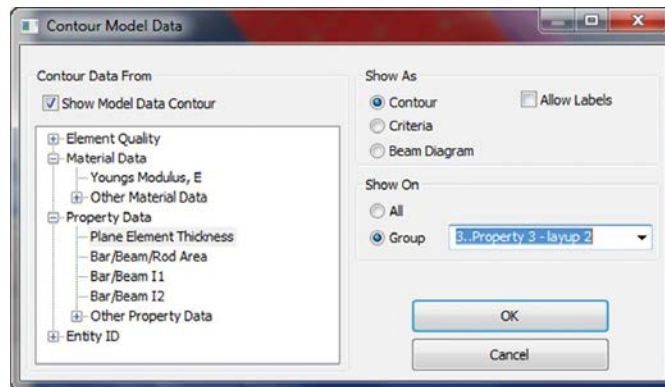 Contour Model Data
Contour Data From
Show Model Data Contour
Element Quality
Material Data
Youngs Modulus, E
Other Material Data
Property Data
Plane Element Thickness
Bar/Beam/Rod Area
Bar/Beam I1
Bar/Beam I2
Other Property Data
Entity ID
Show As
Contour
Allow Labels
Criteria
Beam Diagram
Show On
All
Group
3..Property 3 - layup 2
OK
Cancel